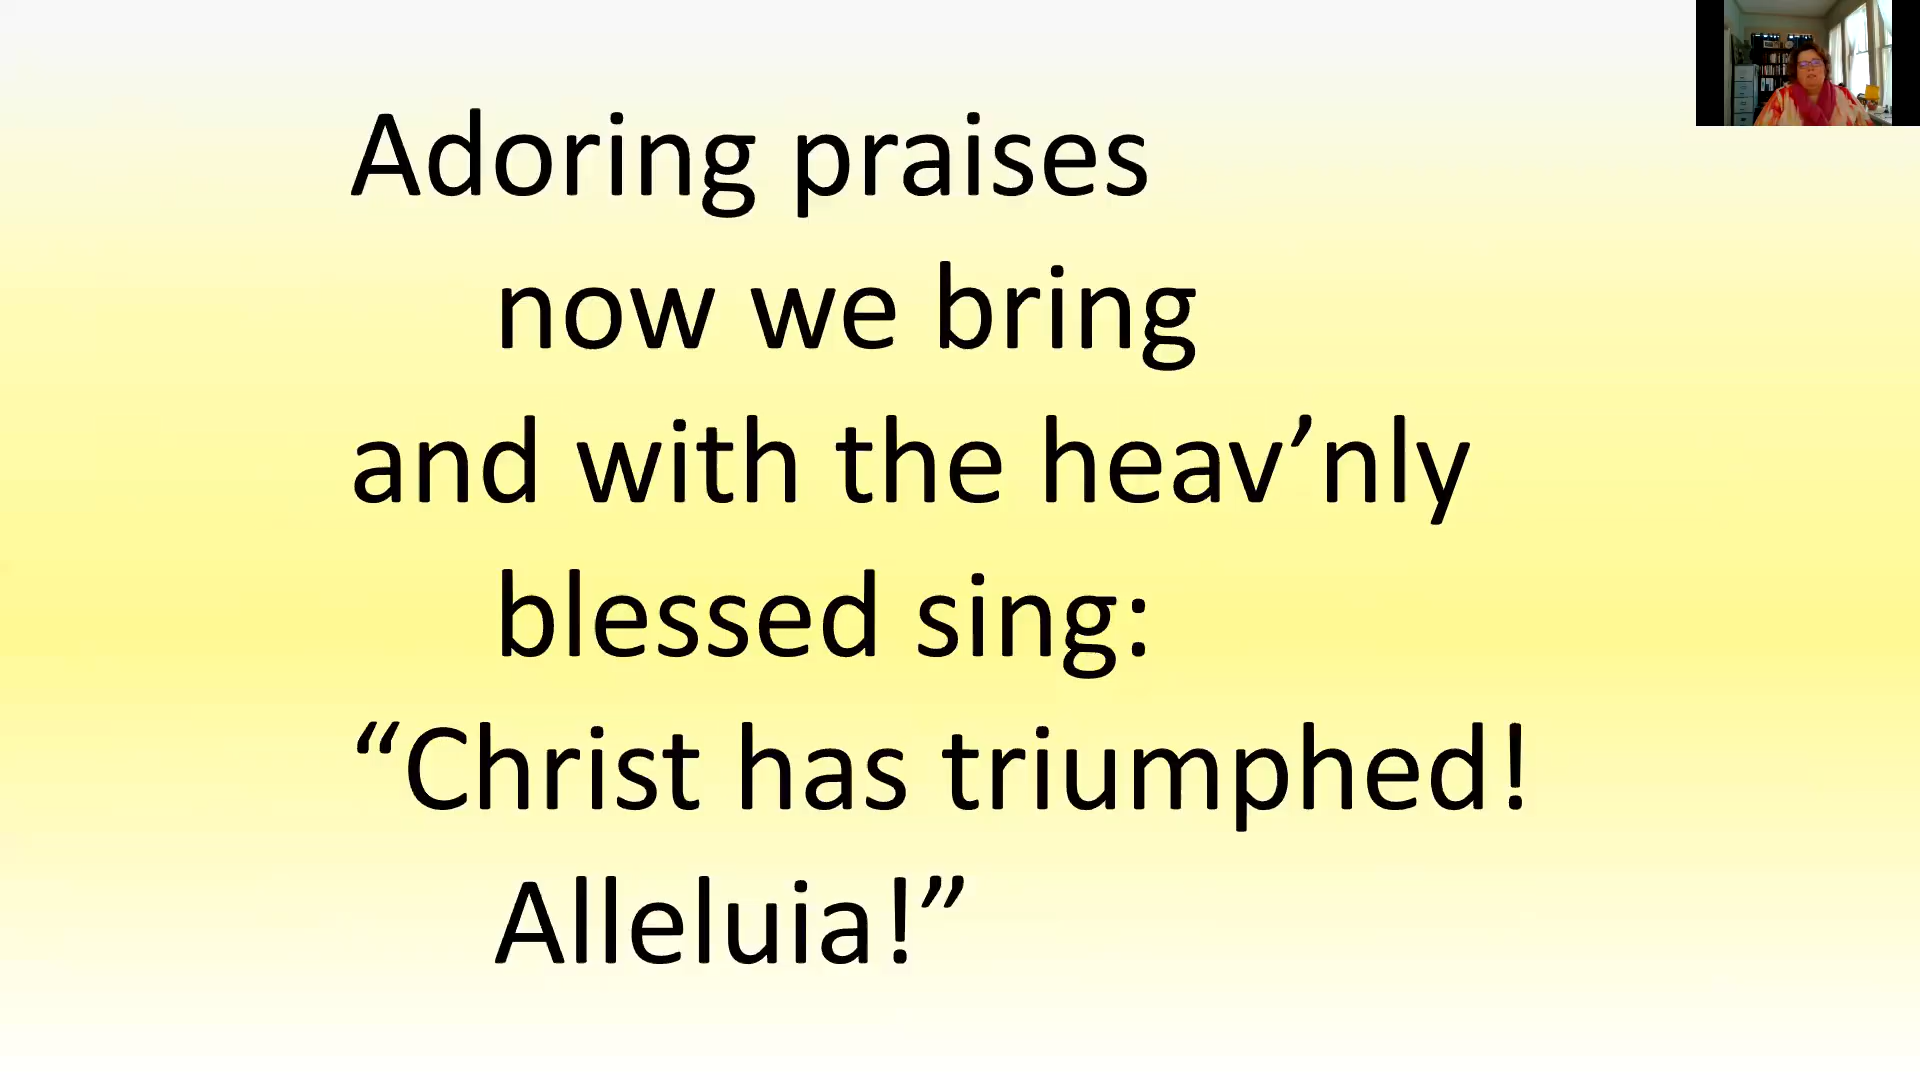 Adoring praises
now we bring
and with the heav’nly
blessed sing:
“Christ has triumphed!
Alleluia!”